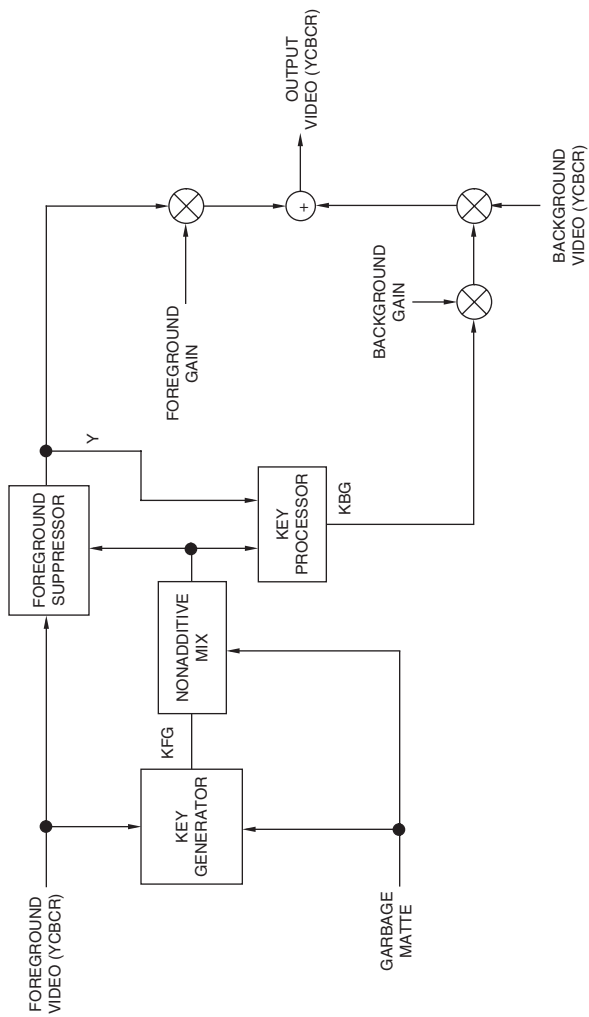 FOREGROUND
VIDEO (YCBCR)
FOREGROUND
SUPPRESSOR
Y
KEY
GENERATOR
KFG
NONADDITIVE
MIX
KEY
PROCESSOR
KBG
GARBAGE
MATTE
FOREGROUND
GAIN
BACKGROUND
GAIN
+
OUTPUT
VIDEO (YCBCR)
BACKGROUND
VIDEO (YCBCR)